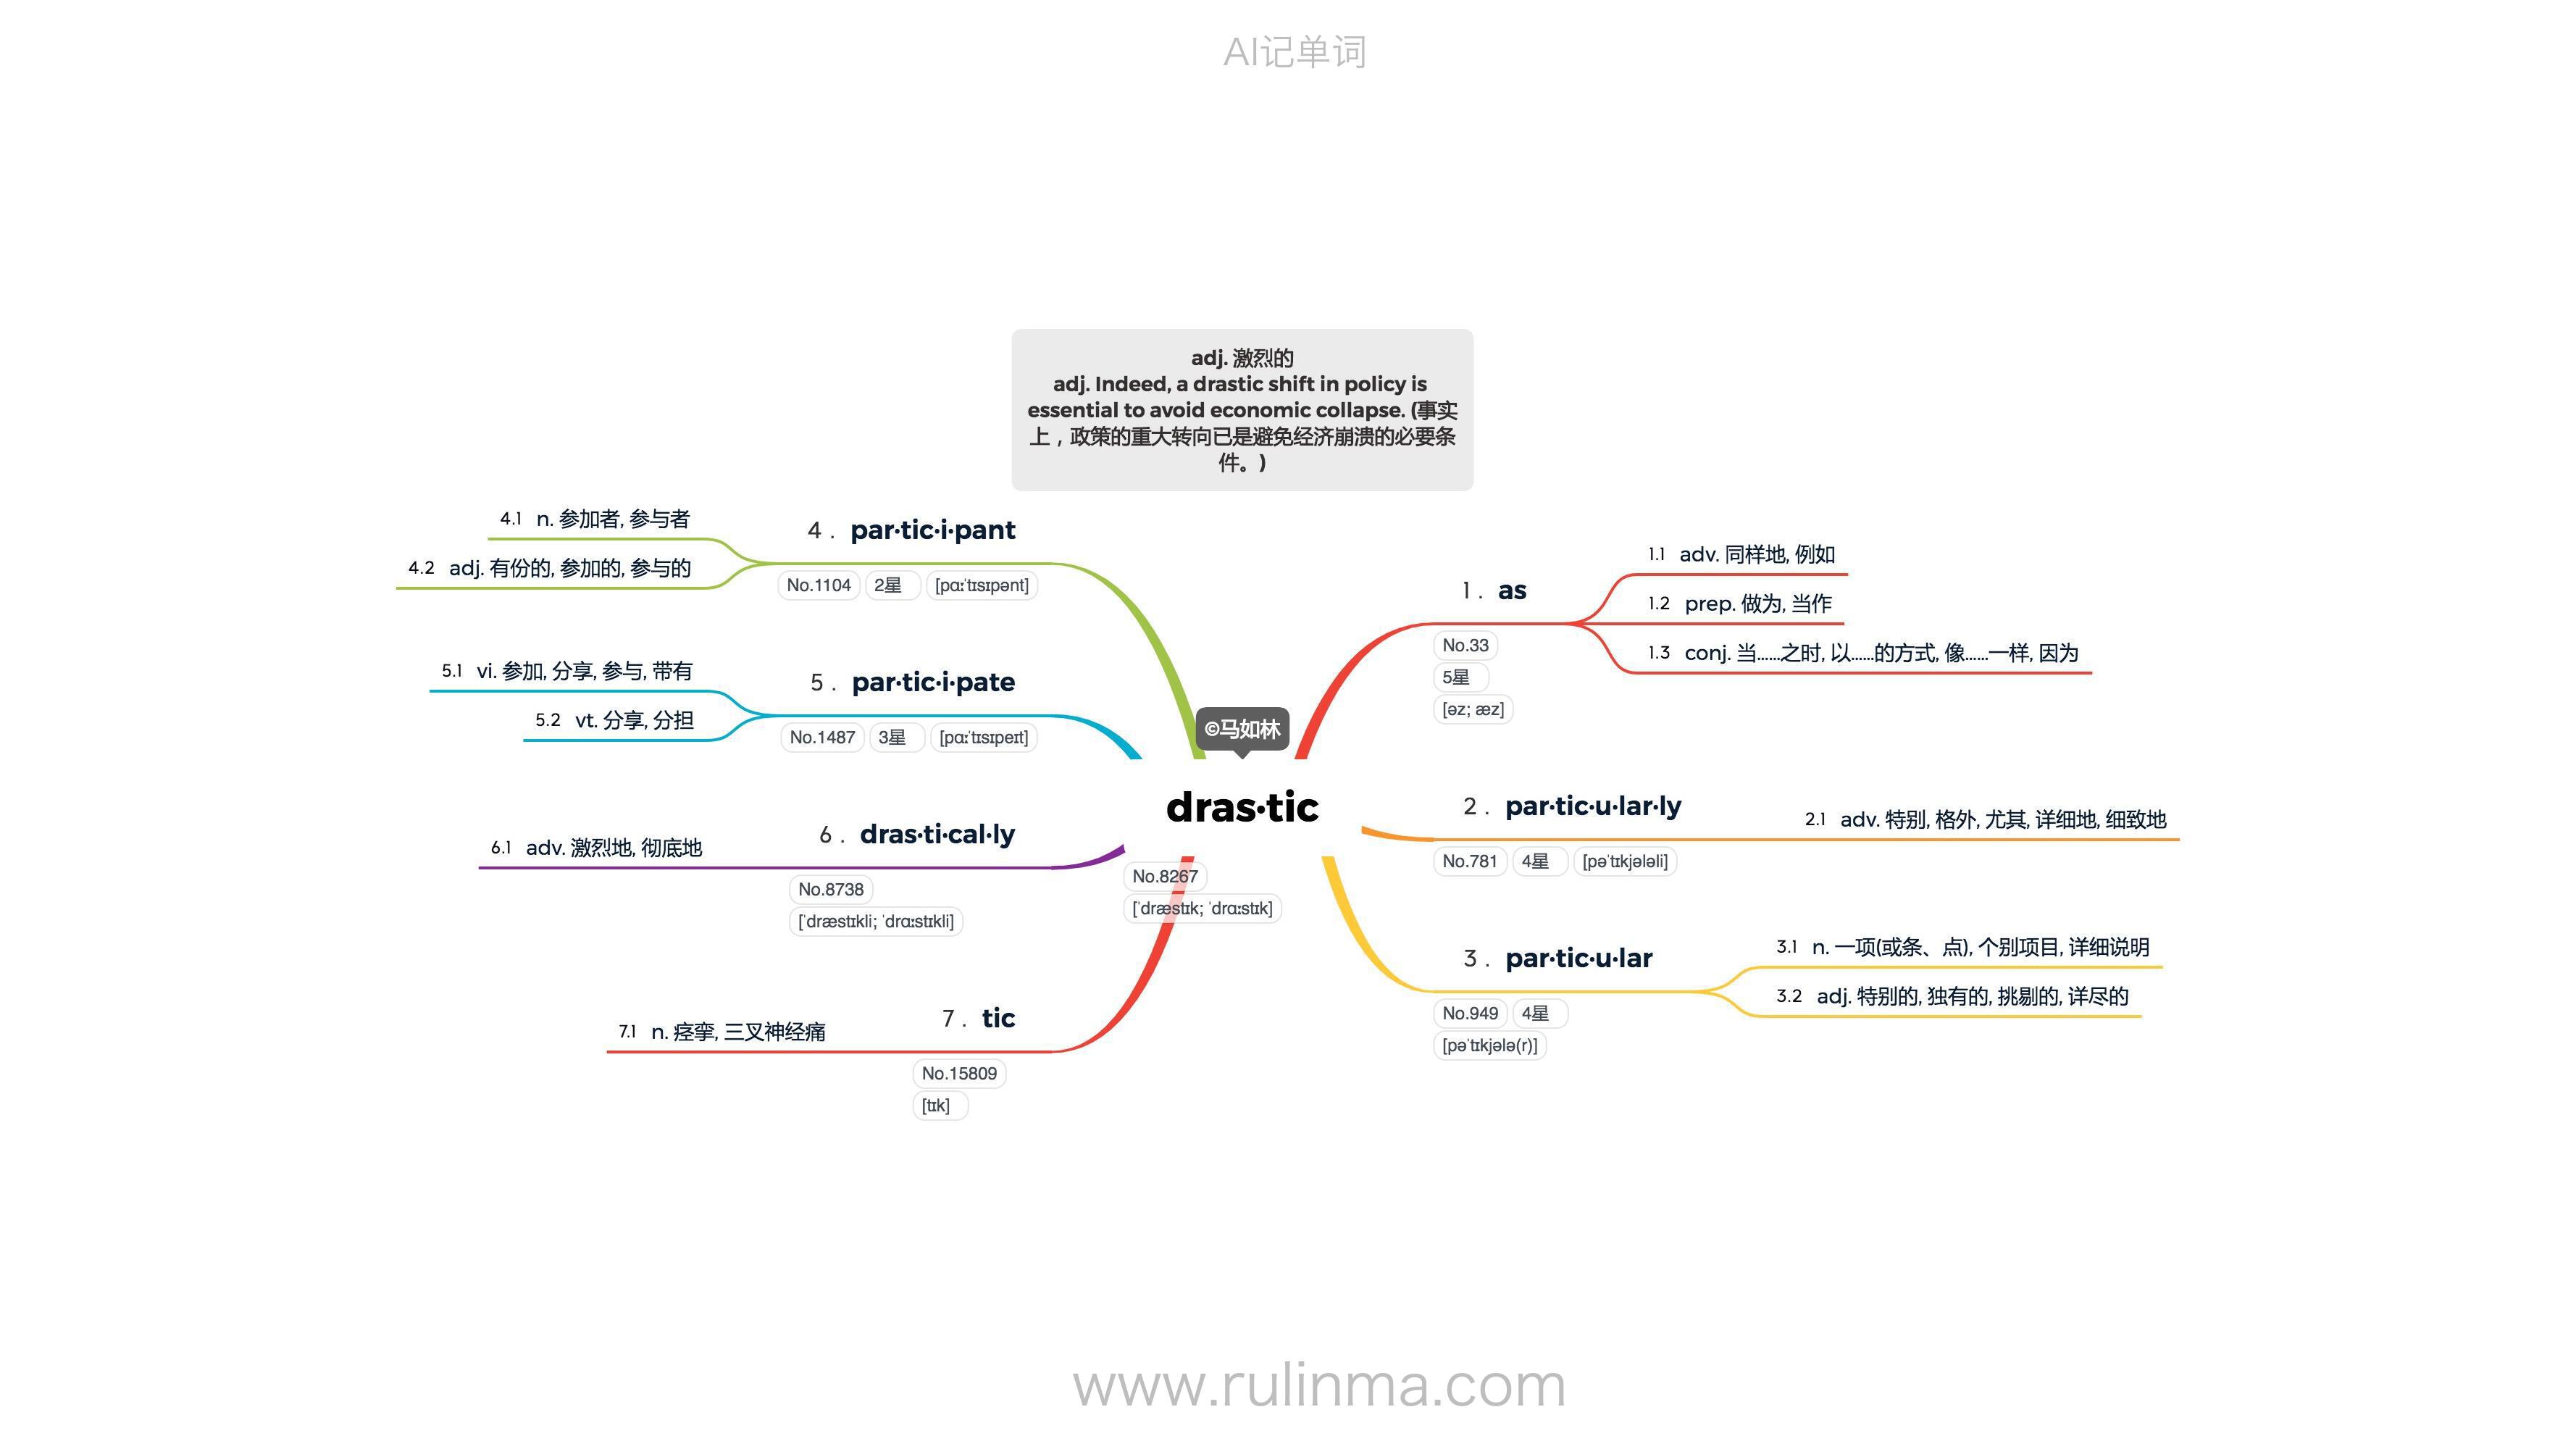 AI记单词
adj. 激烈的
adj. Indeed, a drastic shift in policy is
essential to avoid economic collapse. (事实
上，政策的重大转向已是避免经济崩溃的必要条
件。)
©马如林
dras·tic
No.8267
[ˈdræstɪk; ˈdrɑːstɪk]
1 . as
No.33
5星
[əz; æz]
1.1 adv. 同样地, 例如
1.2 prep. 做为, 当作
1.3 conj. 当......之时, 以......的方式, 像......一样, 因为
2 . par·tic·u·lar·ly
No.781 4星 [pəˈtɪkjələli]
2.1 adv. 特别, 格外, 尤其, 详细地, 细致地
3 . par·tic·u·lar
No.949 4星
[pəˈtɪkjələ(r)]
3.1 n. 一项(或条、点), 个别项目, 详细说明
3.2 adj. 特别的, 独有的, 挑剔的, 详尽的
4 . par·tic·i·pant
No.1104 2星 [pɑːˈtɪsɪpənt]
4.1 n. 参加者, 参与者
4.2 adj. 有份的, 参加的, 参与的
5 . par·tic·i·pate
No.1487 3星 [pɑːˈtɪsɪpeɪt]
5.1 vi. 参加, 分享, 参与, 带有
5.2 vt. 分享, 分担
6 . dras·ti·cal·ly
No.8738
[ˈdræstɪkli; ˈdrɑːstɪkli]
6.1 adv. 激烈地, 彻底地
7 . tic
No.15809
[tɪk]
7.1 n. 痉挛, 三叉神经痛
www.rulinma.com